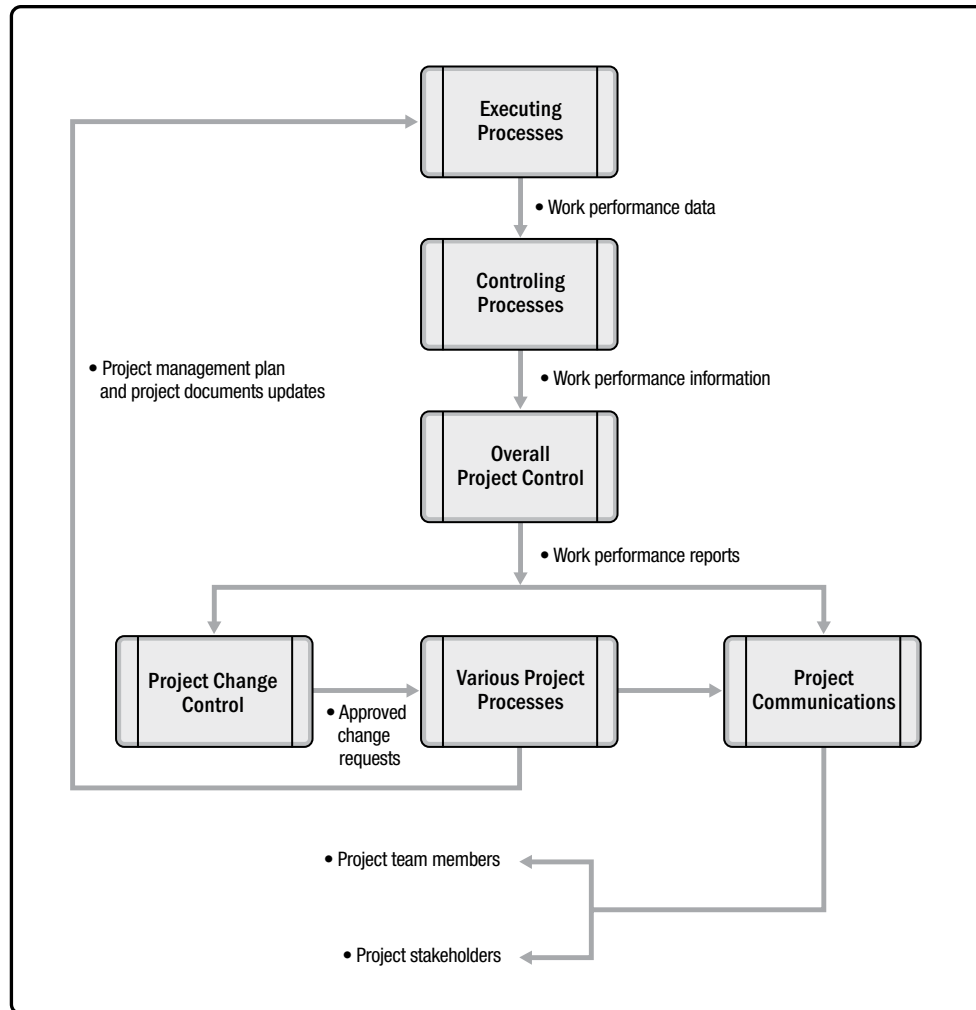 Executing
Processes
• Work performance data
Controling
Processes
• Project management plan
and project documents updates
• Work performance information
Overall
Project Control
• Work performance reports
Project Change
Control
• Approved
change
requests
Various Project
Processes
Project
Communications
• Project team members
• Project stakeholders